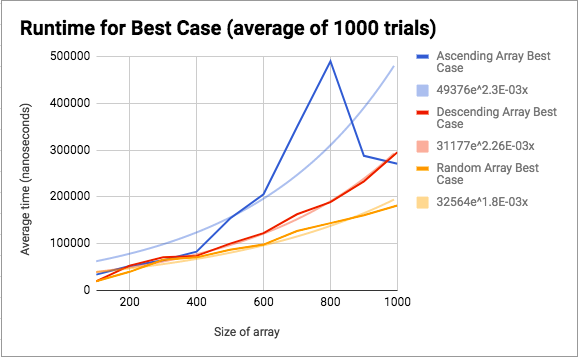 Runtime for Best Case (average of 1000 trials)
Average time (nanoseconds)
500000
400000
300000
200000
100000
0
200
400
600
800
1000
Size of array
Ascending Array Best
Case
49376e^2.3E-03x
Descending Array Best
Case
31177e^2.26E-03x
Random Array Best
Case
32564e^1.8E-03x